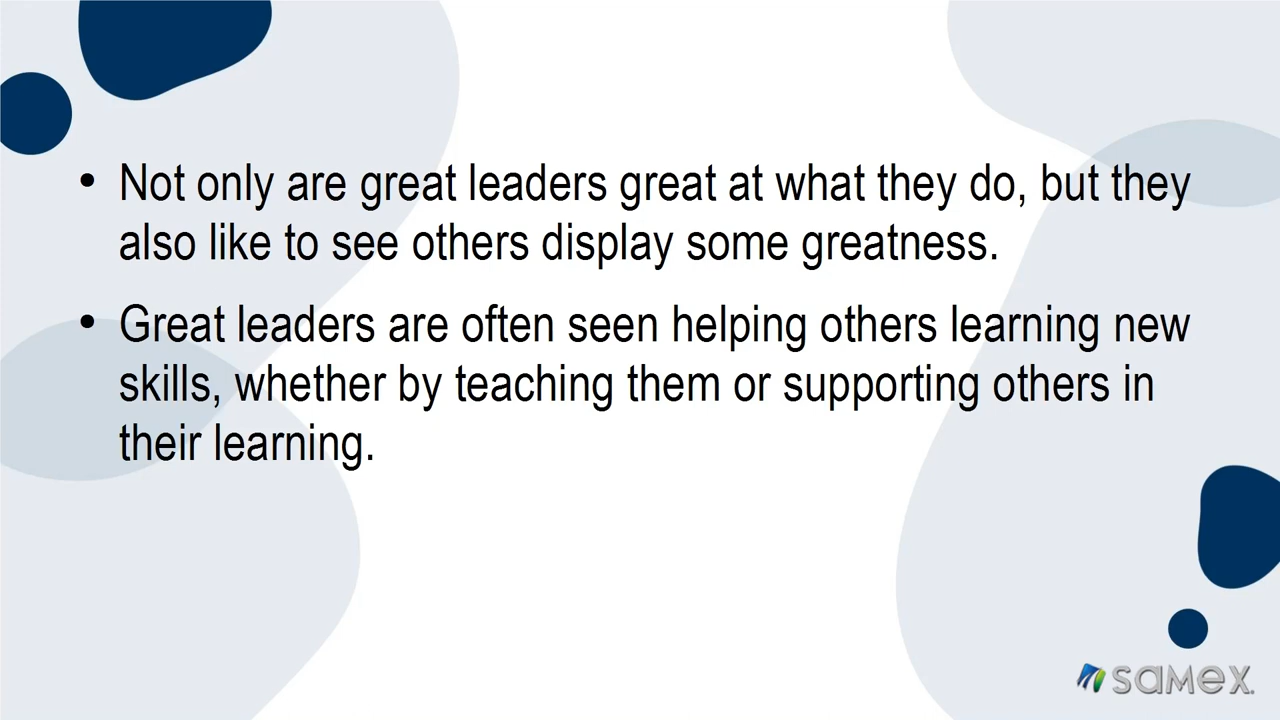 • Not only are great leaders great at what they do, but they
also like to see others display some greatness.
• Great leaders are often seen helping others learning new
skills, whether by teaching them or supporting others in
their learning.
samex.